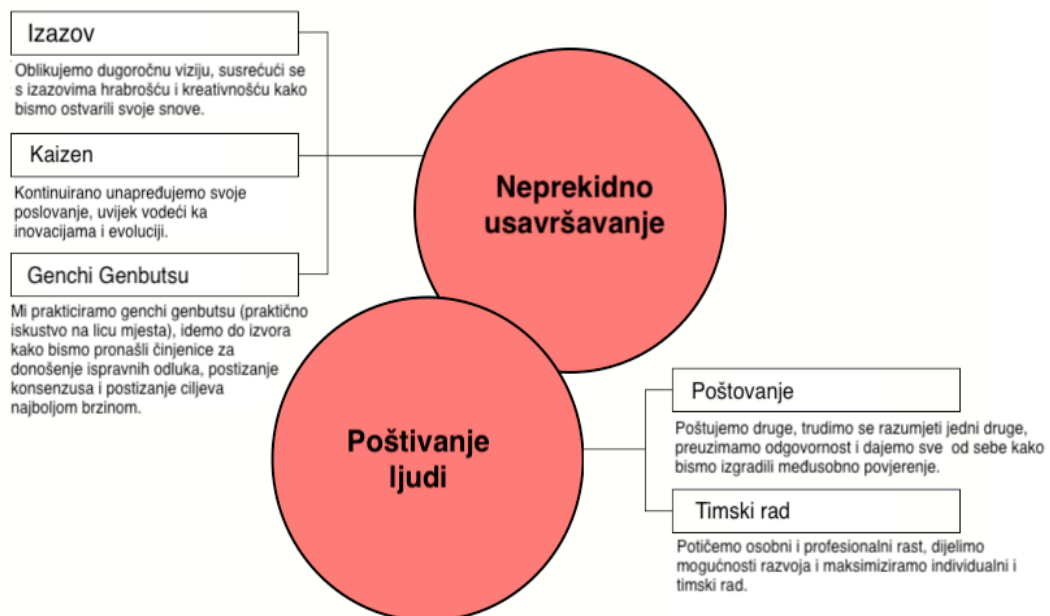 Izazov
Oblikujemo dugoročnu viziju, susrećući se
s izazovima hrabrošću i kreativnošću kako
bismo ostvarili svoje snove.
Kaizen
Kontinuirano unapređujemo svoje
poslovanje, uvijek vodeći ka
inovacijama i evoluciji.
Genchi Genbutsu
Mi prakticiramo genchi genbutsu (praktično
iskustvo na licu mjesta), idemo do izvora
kako bismo pronašli činjenice za
donošenje ispravnih odluka, postizanje
konsenzusa i postizanje ciljeva
najboljom brzinom.
Neprekidno
usavršavanje
Poštivanje
ljudi
Poštovanje
Poštujemo druge, trudimo se razumjeti jedni druge,
preuzimamo odgovornost i dajemo sve od sebe kako
bismo izgradili međusobno povjerenje.
Timski rad
Potičemo osobni i profesionalni rast, dijelimo
mogućnosti razvoja i maksimiziramo individualni i
timski rad.